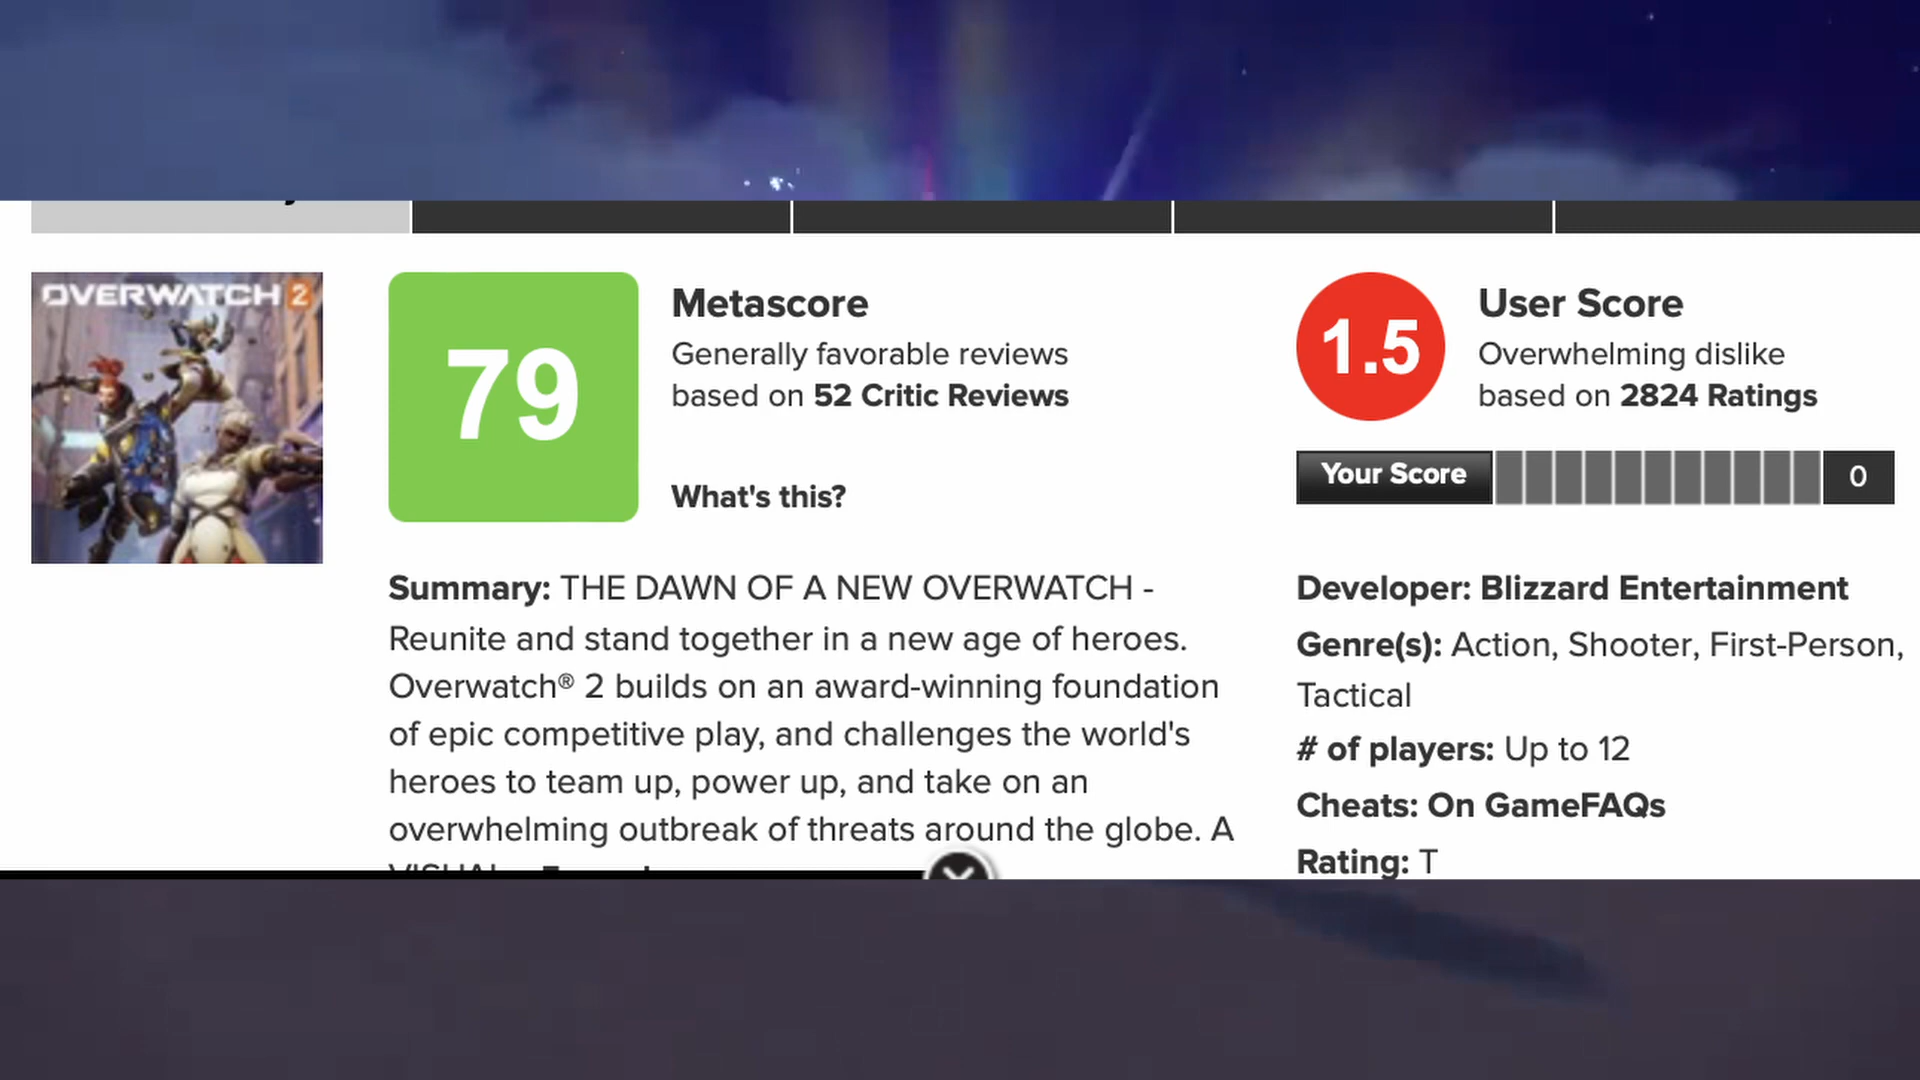 OVERWATCH 2
79
Metascore
Generally favorable reviews
based on 52 Critic Reviews
What's this?
1.5
User Score
Overwhelming dislike
based on 2824 Ratings
Your Score
0
Summary: THE DAWN OF A NEW OVERWATCH -
Reunite and stand together in a new age of heroes.
Overwatch® 2 builds on an award-winning foundation
of epic competitive play, and challenges the world's
heroes to team up, power up, and take on an
overwhelming outbreak of threats around the globe. A
Developer: Blizzard Entertainment
Genre(s): Action, Shooter, First-Person,
Tactical
# of players: Up to 12
Cheats: On GameFAQs
Rating: T